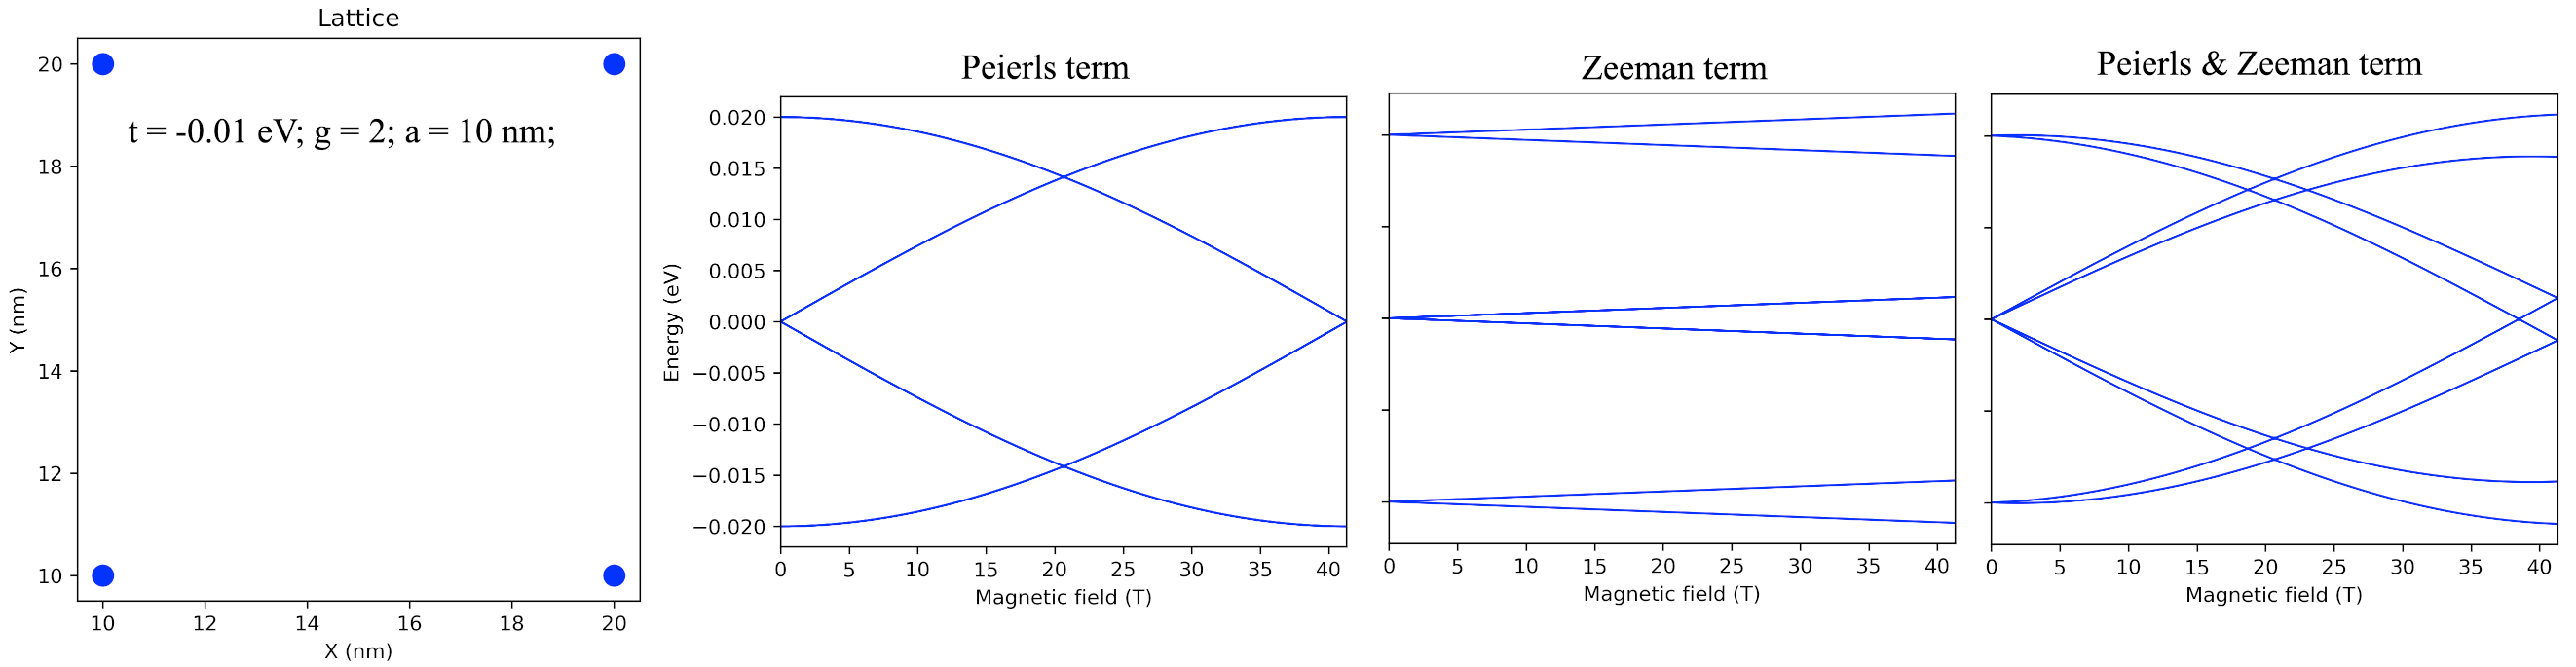 Lattice
20
18
16
14
12
10
10 12 14 16 18 20
X (nm)
Y (nm)
t = -0.01 eV; g = 2; a = 10 nm;
Peierls term
0.020
0.015
0.010
0.005
0.000
−0.005
−0.010
−0.015
−0.020
0 5 10 15 20 25 30 35 40
Magnetic field (T)
Energy (eV)
Zeeman term
0 5 10 15 20 25 30 35 40
Magnetic field (T)
Peierls & Zeeman term
0 5 10 15 20 25 30 35 40
Magnetic field (T)